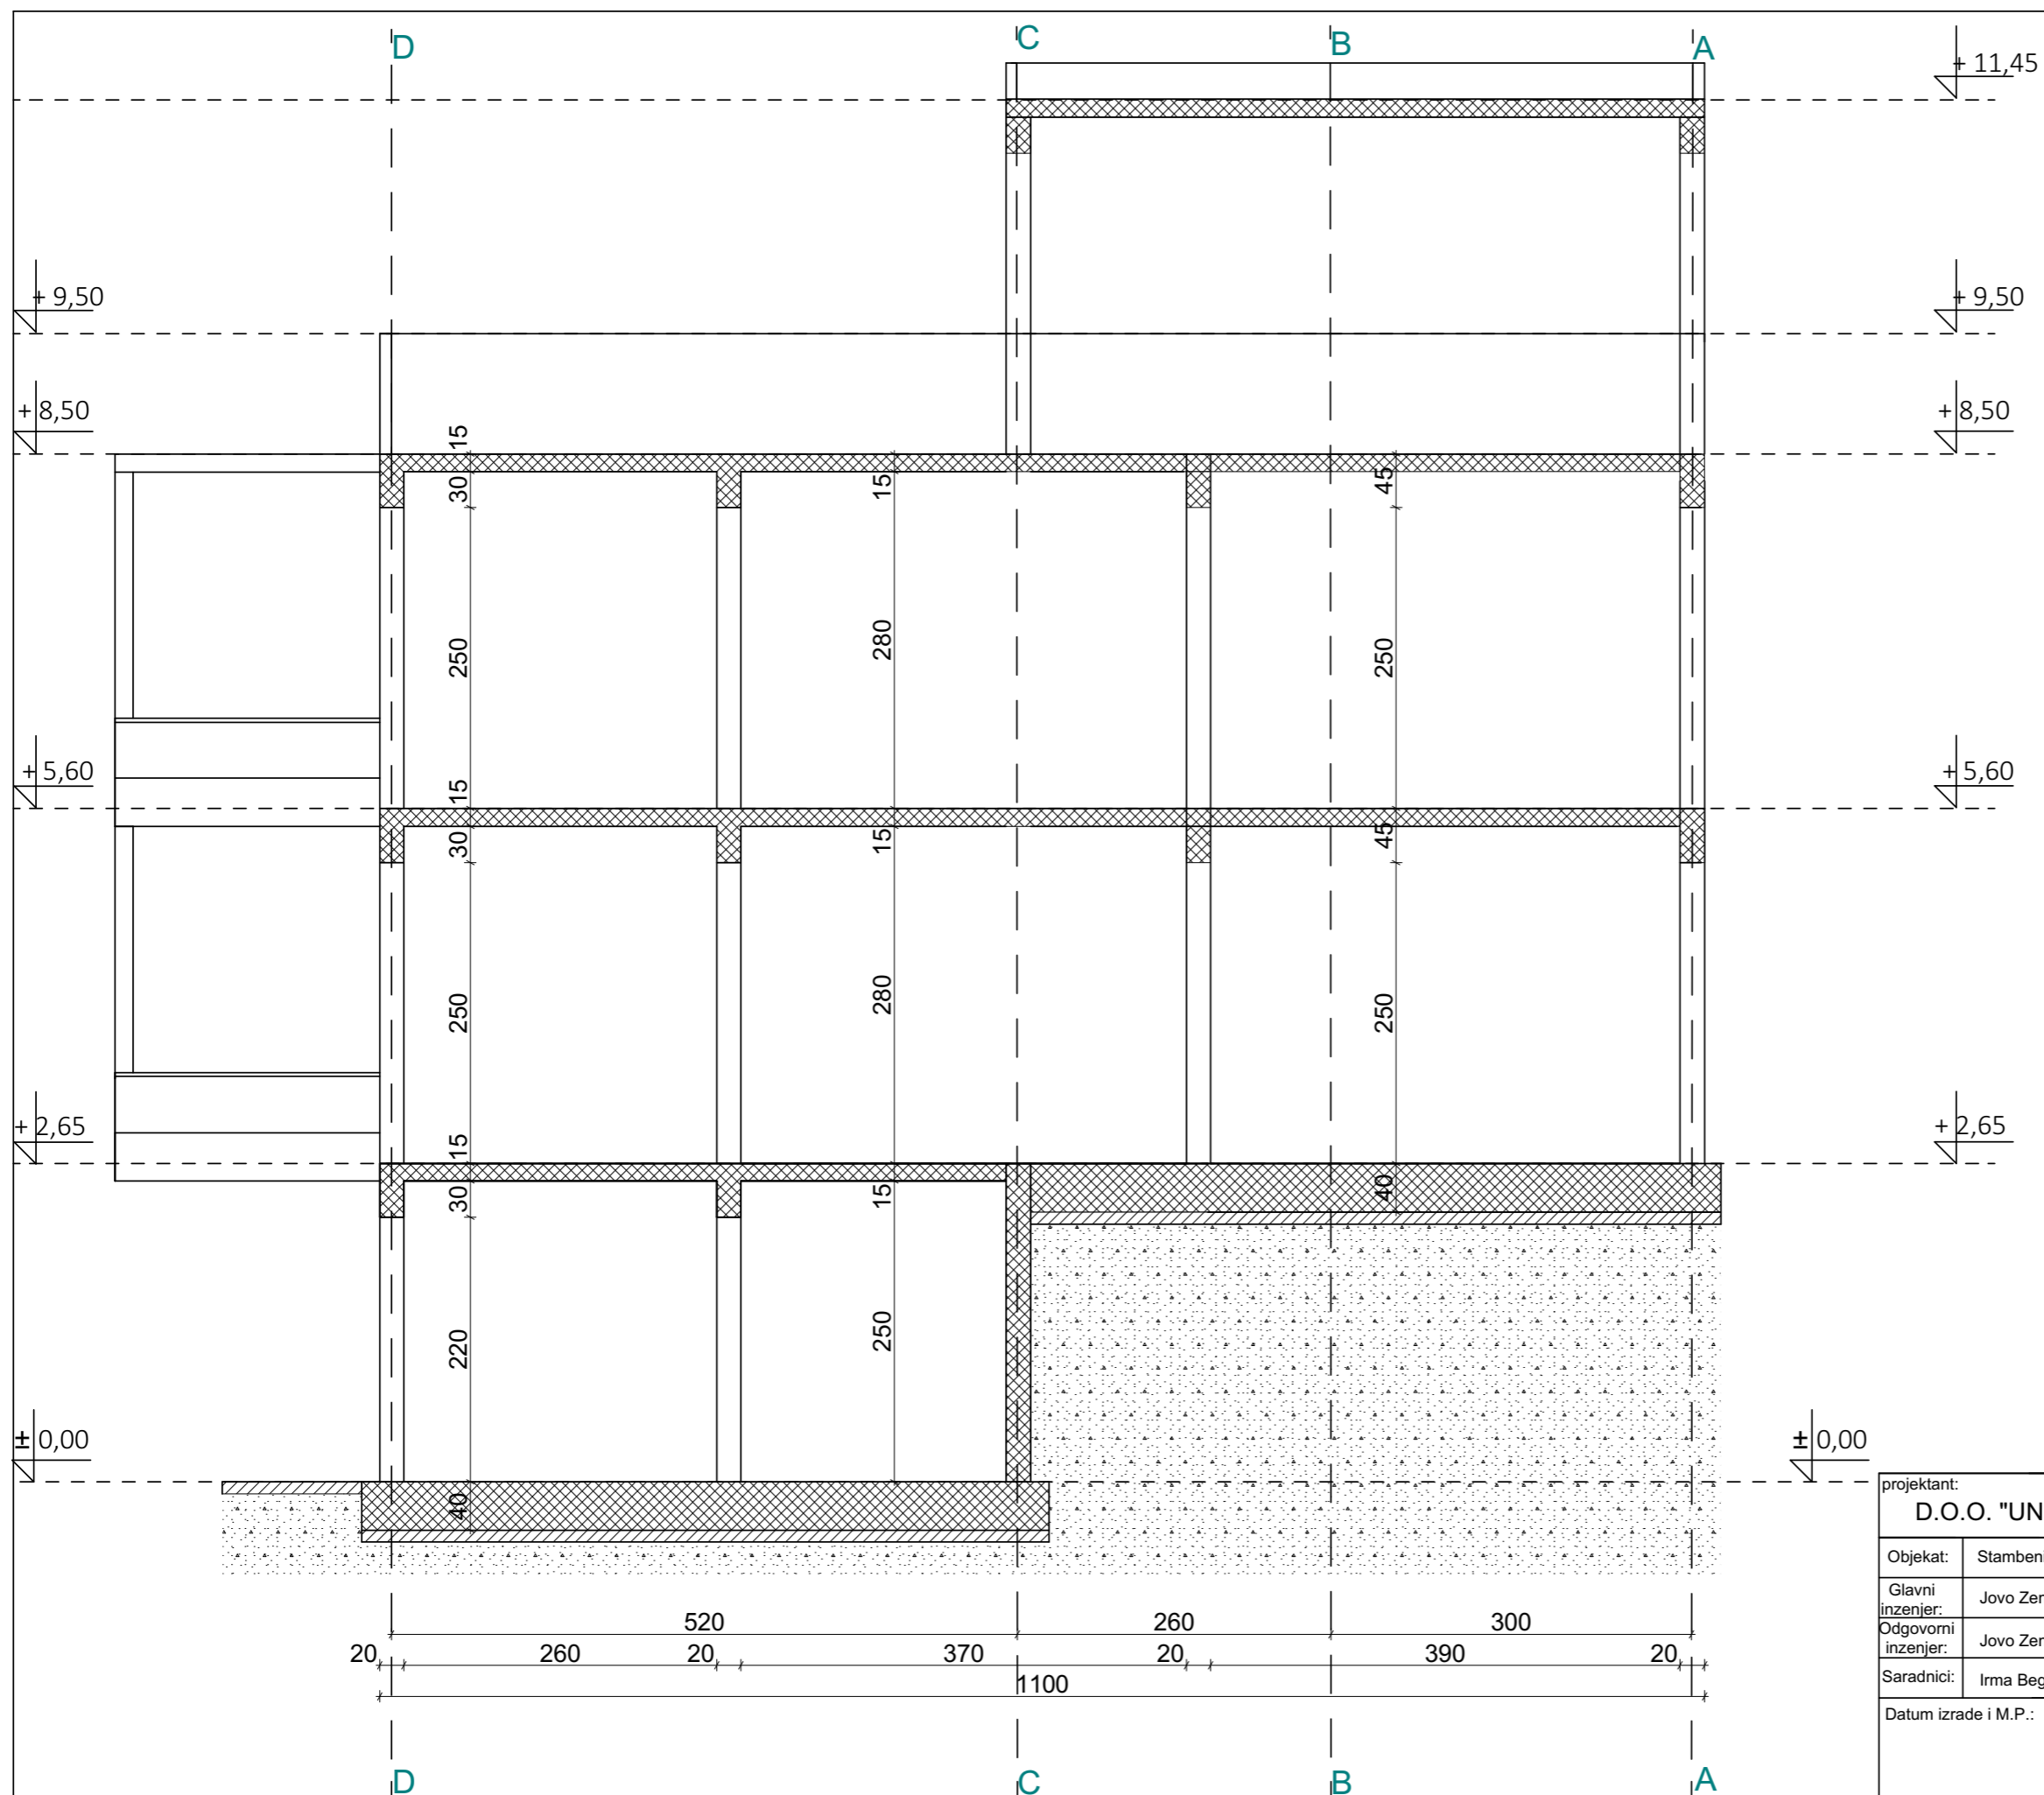 D C B A
+ 11,45
+ 9,50 + 9,50
+ 8,50 + 8,50
15
30 15 45
250 280 250
+ 5,60 + 5,60
15
30 15 45
250 280 250
+ 2,65 + 2,65
15
30 15 40
220 250
± 0,00 ± 0,00
40
520 260 300
20 260 20 370 20 390 20
1100
D C B A
projektant:
D.O.O. "UN
Objekat: Stambeni
Glavni
inzenjer: Jovo Zer
Odgovorni
inzenjer: Jovo Zer
Saradnici: Irma Beg
Datum izrade i M.P.: